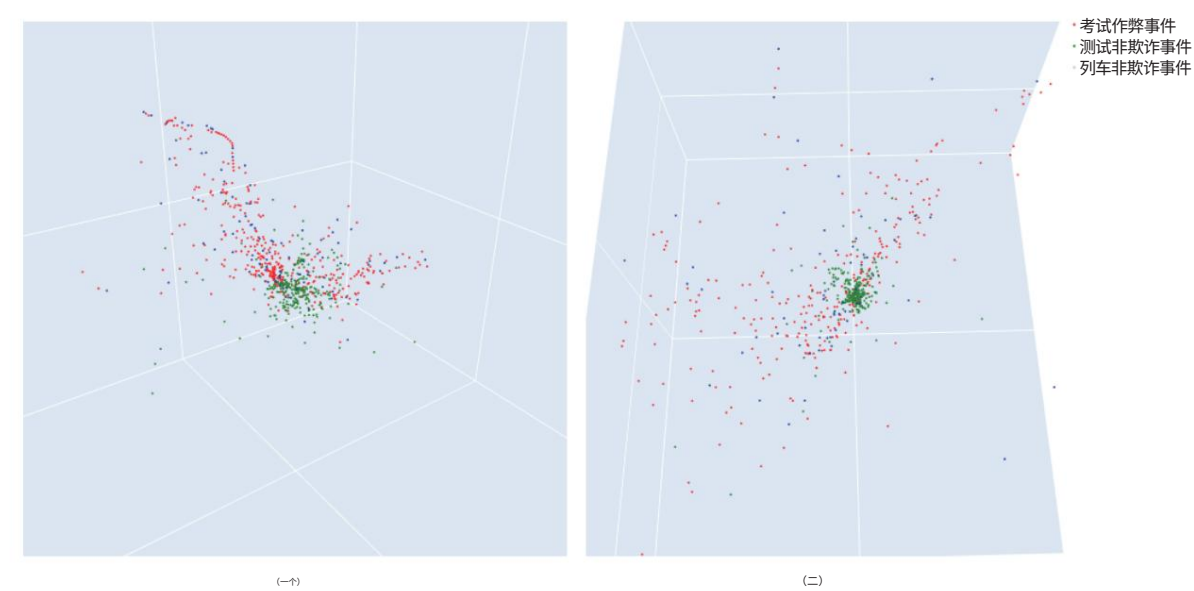 考试作弊事件
测试非欺诈事件
列车非欺诈事件
（一个）
（二）